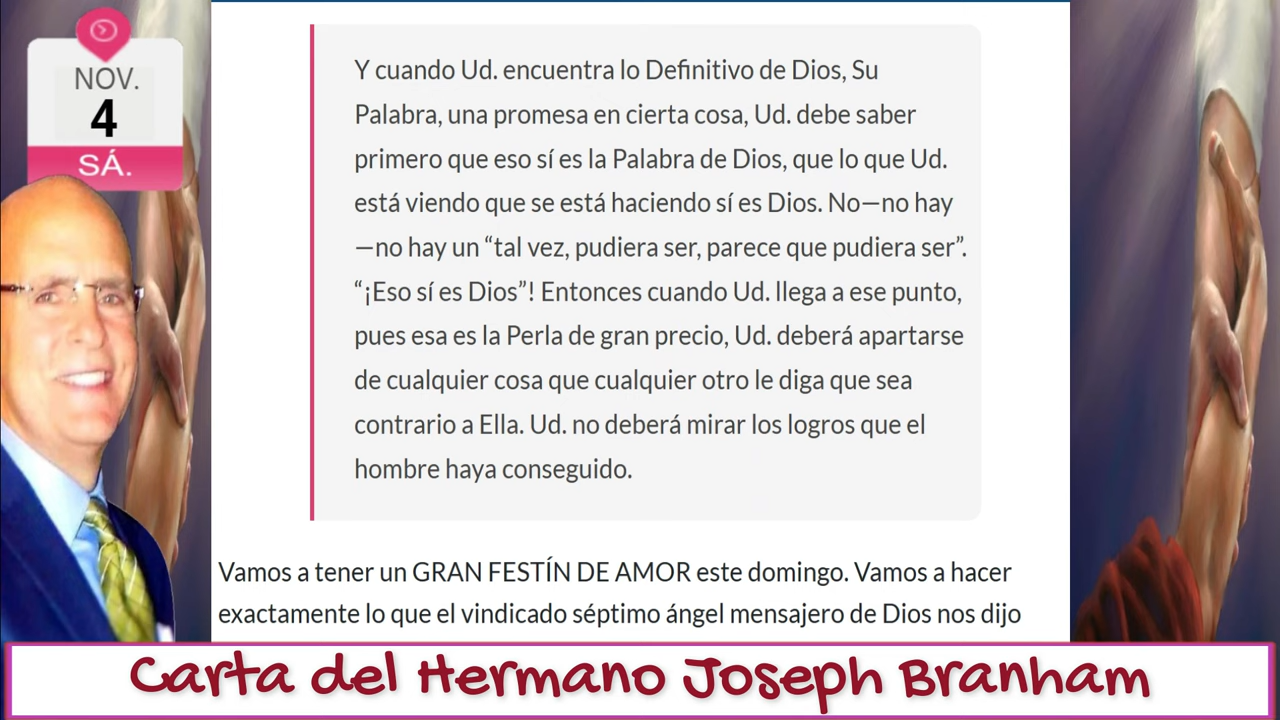 NOV.
4
SÁ.
Y cuando Ud. encuentra lo Definitivo de Dios, Su
Palabra, una promesa en cierta cosa, Ud. debe saber
primero que eso sí es la Palabra de Dios, que lo que Ud.
está viendo que se está haciendo sí es Dios. No—no hay
—no hay un “tal vez, pudiera ser, parece que pudiera ser”.
“¡Eso sí es Dios”! Entonces cuando Ud. llega a ese punto,
pues esa es la Perla de gran precio, Ud. deberá apartarse
de cualquier cosa que cualquier otro le diga que sea
contrario a Ella. Ud. no deberá mirar los logros que el
hombre haya conseguido.
Vamos a tener un GRAN FESTÍN DE AMOR este domingo. Vamos a hacer
exactamente lo que el vindicado séptimo ángel mensajero de Dios nos dijo
Carta del Hermano Joseph Branham